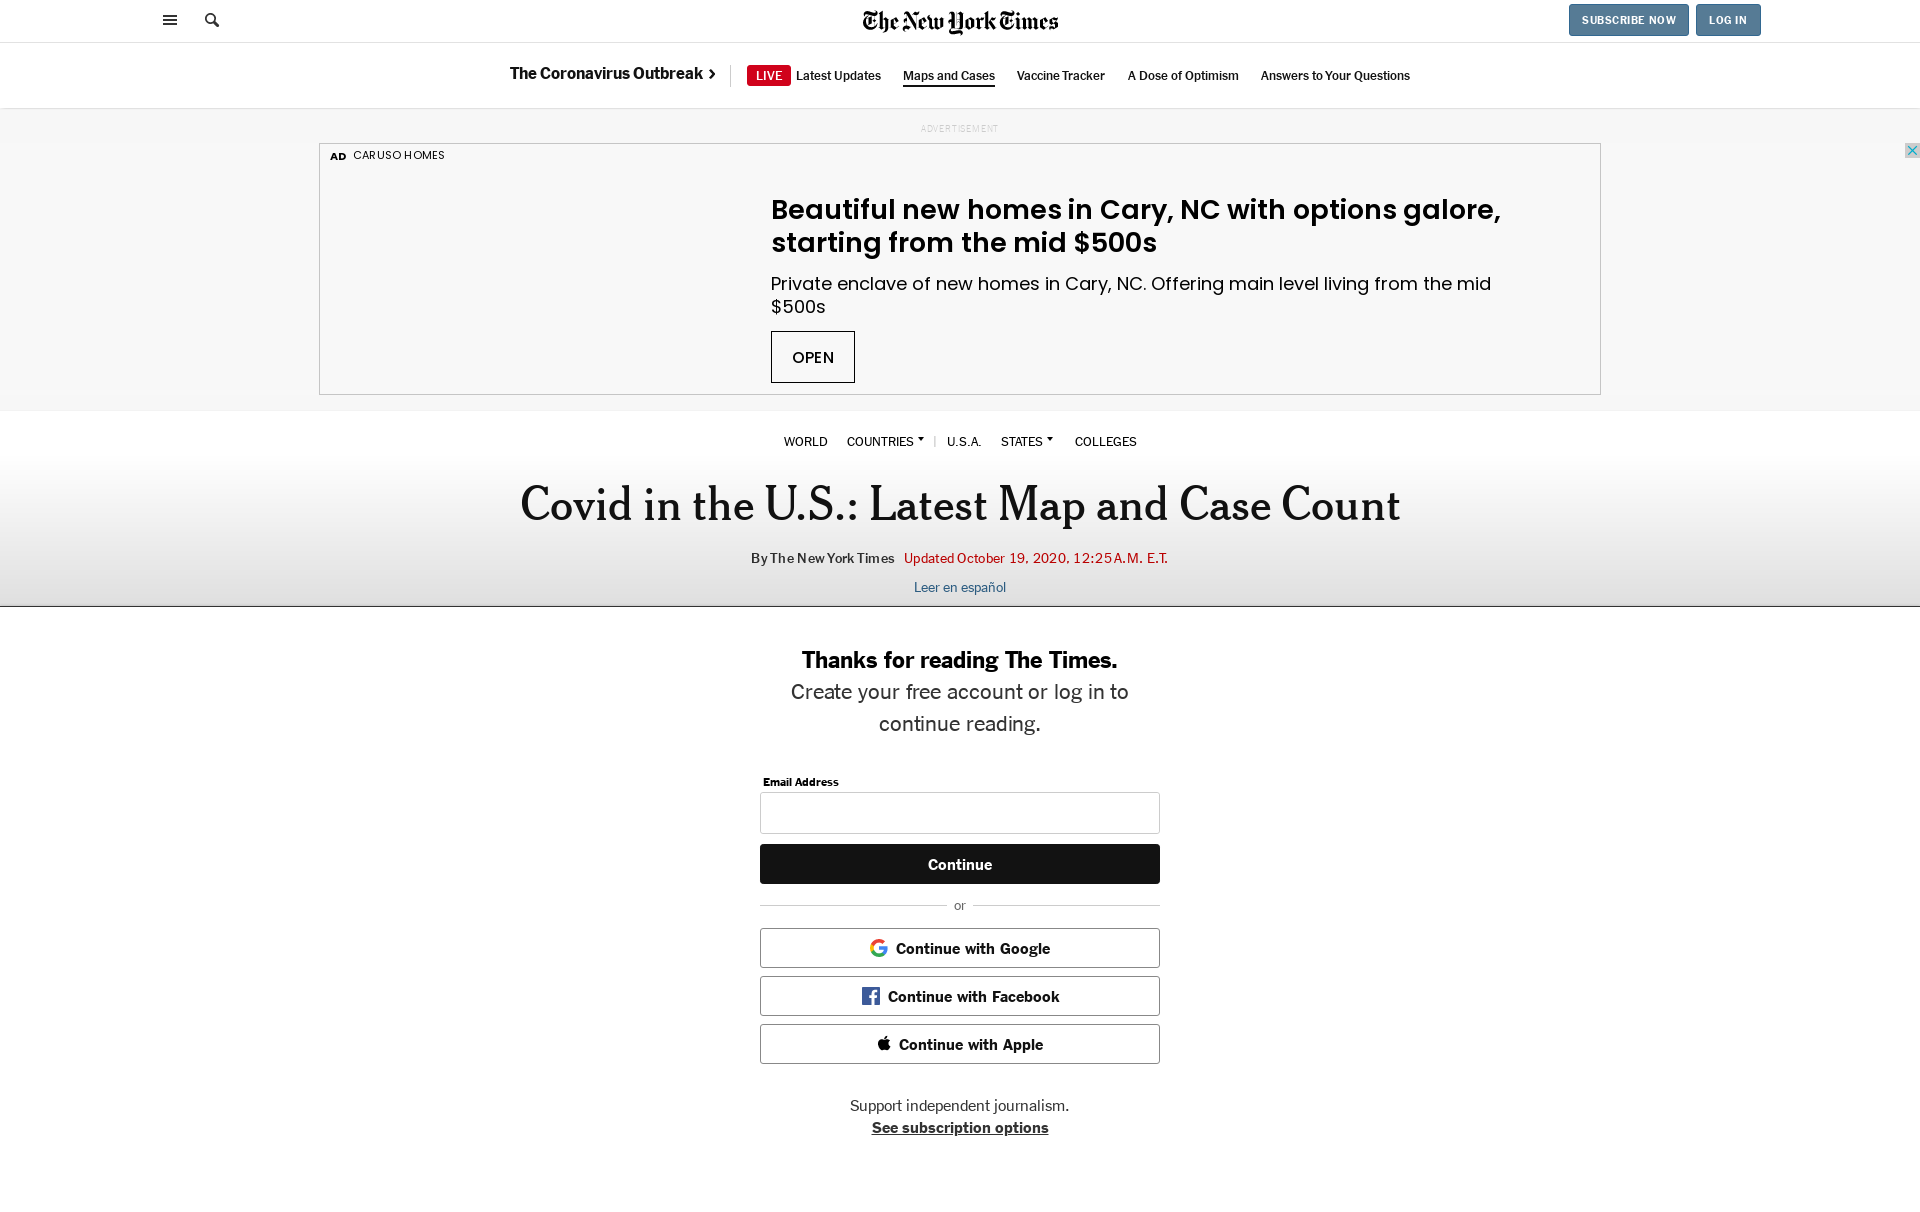 The New York Times
SUBSCRIBE NOW
LOG IN
The Coronavirus Outbreak
LIVE Latest Updates
Maps and Cases
Vaccine Tracker
A Dose of Optimism
Answers to Your Questions
ADVERTISEMENT
AD CARUSO HOMES
Beautiful new homes in Cary, NC with options galore,
starting from the mid $500s
Private enclave of new homes in Cary, NC. Offering main level living from the mid
$500s
OPEN
WORLD COUNTRIES | U.S.A. STATES COLLEGES
Covid in the U.S.: Latest Map and Case Count
By The New York Times Updated October 19, 2020, 12:25 A.M. E.T.
Leer en español
Thanks for reading The Times.
Create your free account or log in to
continue reading.
Email Address
Continue
or
Continue with Google
Continue with Facebook
Continue with Apple
Support independent journalism.
See subscription options